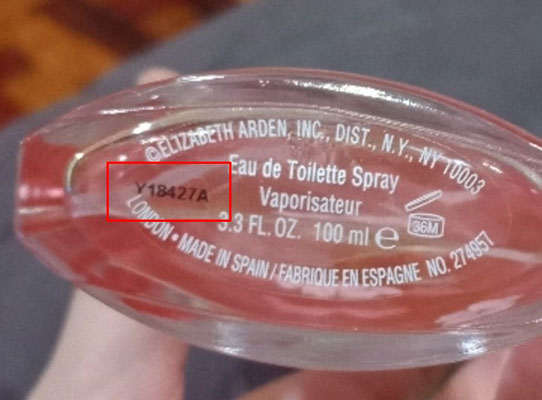 ©ELIZABETH ARDEN, INC., DIST., N.Y., NY 10003
Eau de Toilette Spray
Y18427A
Vaporisateur
36M
3.3 FL. OZ. 100 ml ℮
LONDON • MADE IN SPAIN / FABRIQUE EN ESPAGNE NO. 274957